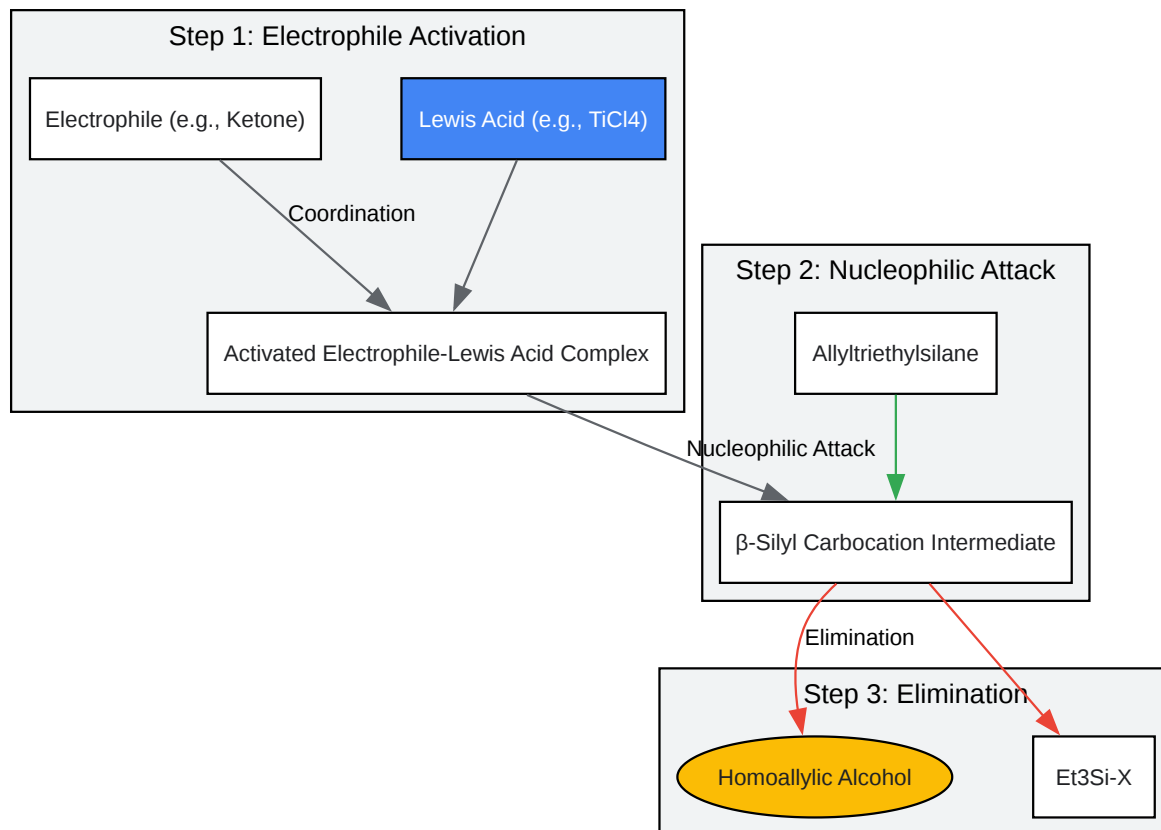 Step 1: Electrophile Activation
Electrophile (e.g., Ketone)
Lewis Acid (e.g., TiCl4)
Coordination
Activated Electrophile-Lewis Acid Complex
Step 2: Nucleophilic Attack
Allyltriethylsilane
Nucleophilic Attack
β-Silyl Carbocation Intermediate
Elimination
Step 3: Elimination
Homoallylic Alcohol
Et3Si-X